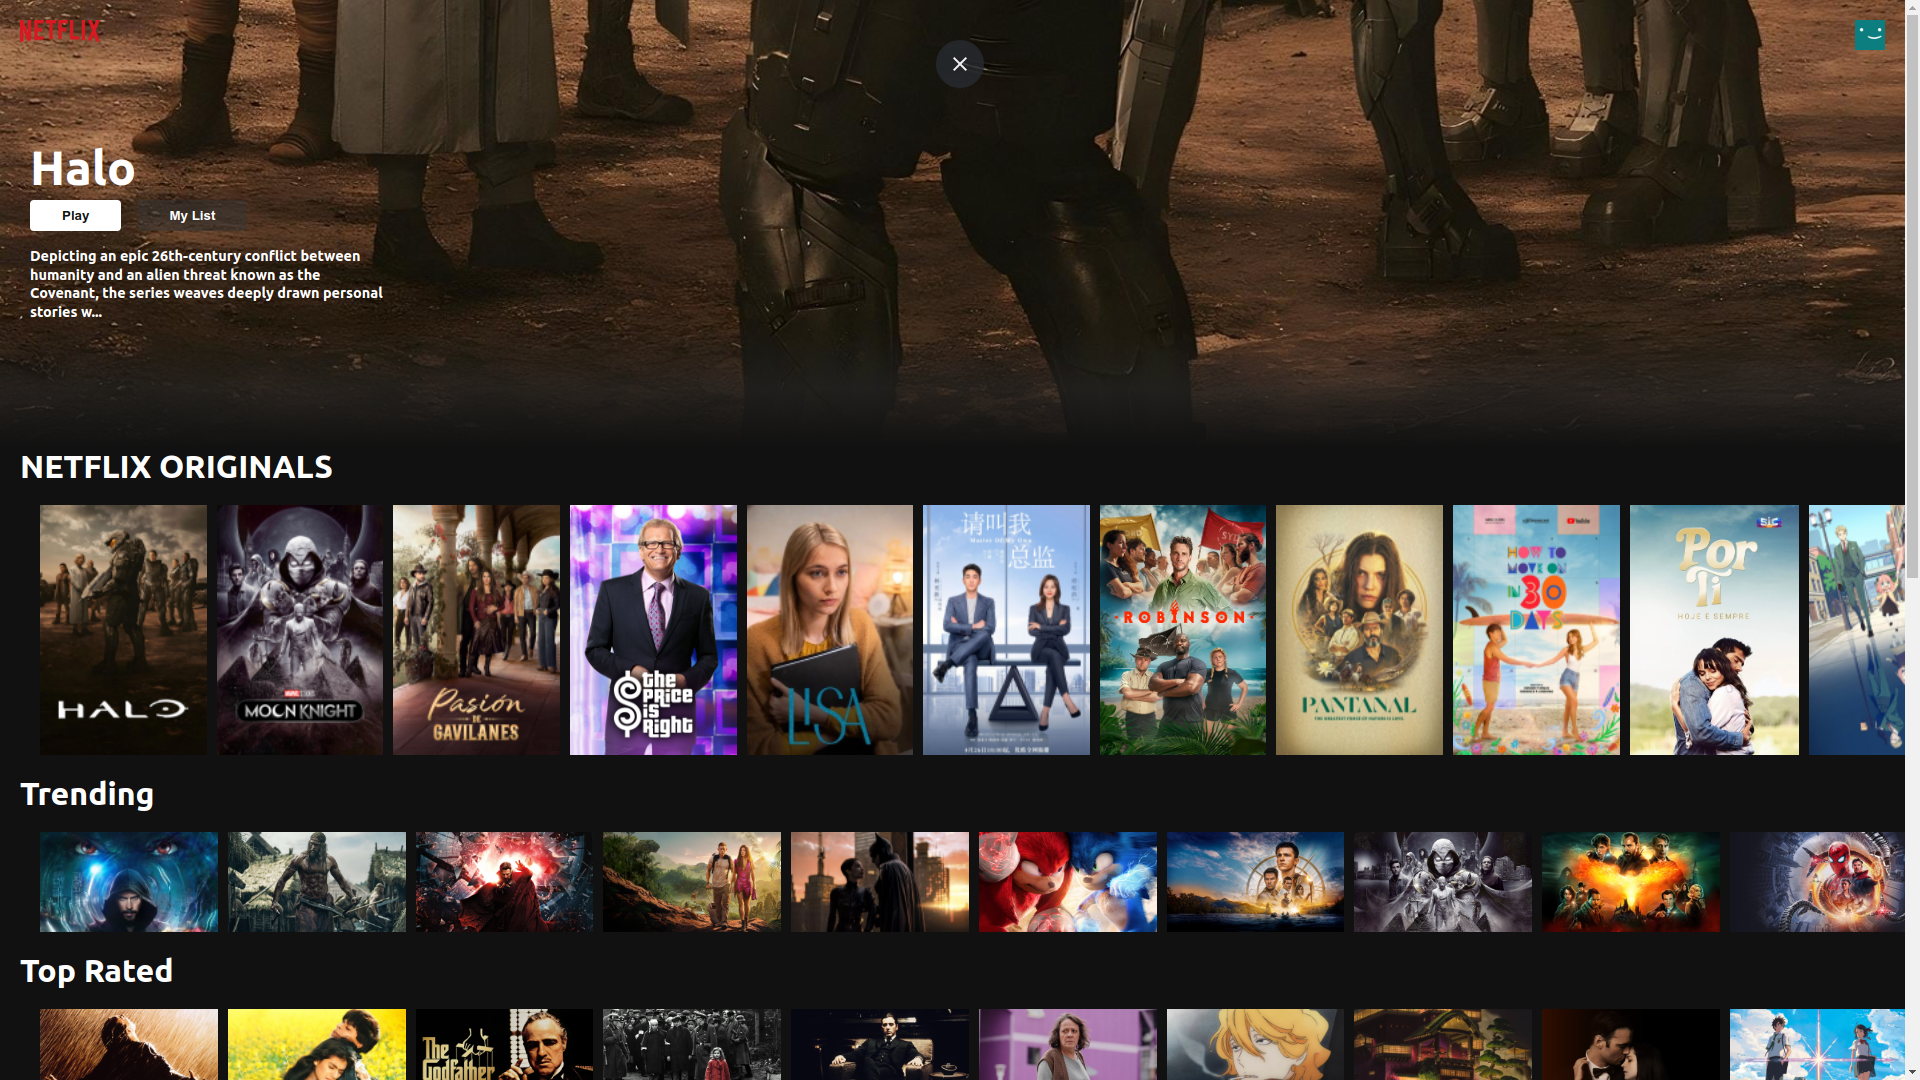 NETFLIX
Halo
Play
My List
Depicting an epic 26th-century conflict between
humanity and an alien threat known as the
Covenant, the series weaves deeply drawn personal
stories w...
NETFLIX ORIGINALS
HALO
MOON KNIGHT
Pasión
DE
GAVILANES
the
PRICE
is
Right
LISA
请叫我
总监
ROBINSON
PANTANAL
HOW TO
MOVE ON
IN 30
DAYS
SIC
Por
Ti
HOJE E SEMPRE
Trending
Top Rated
The
Godfather